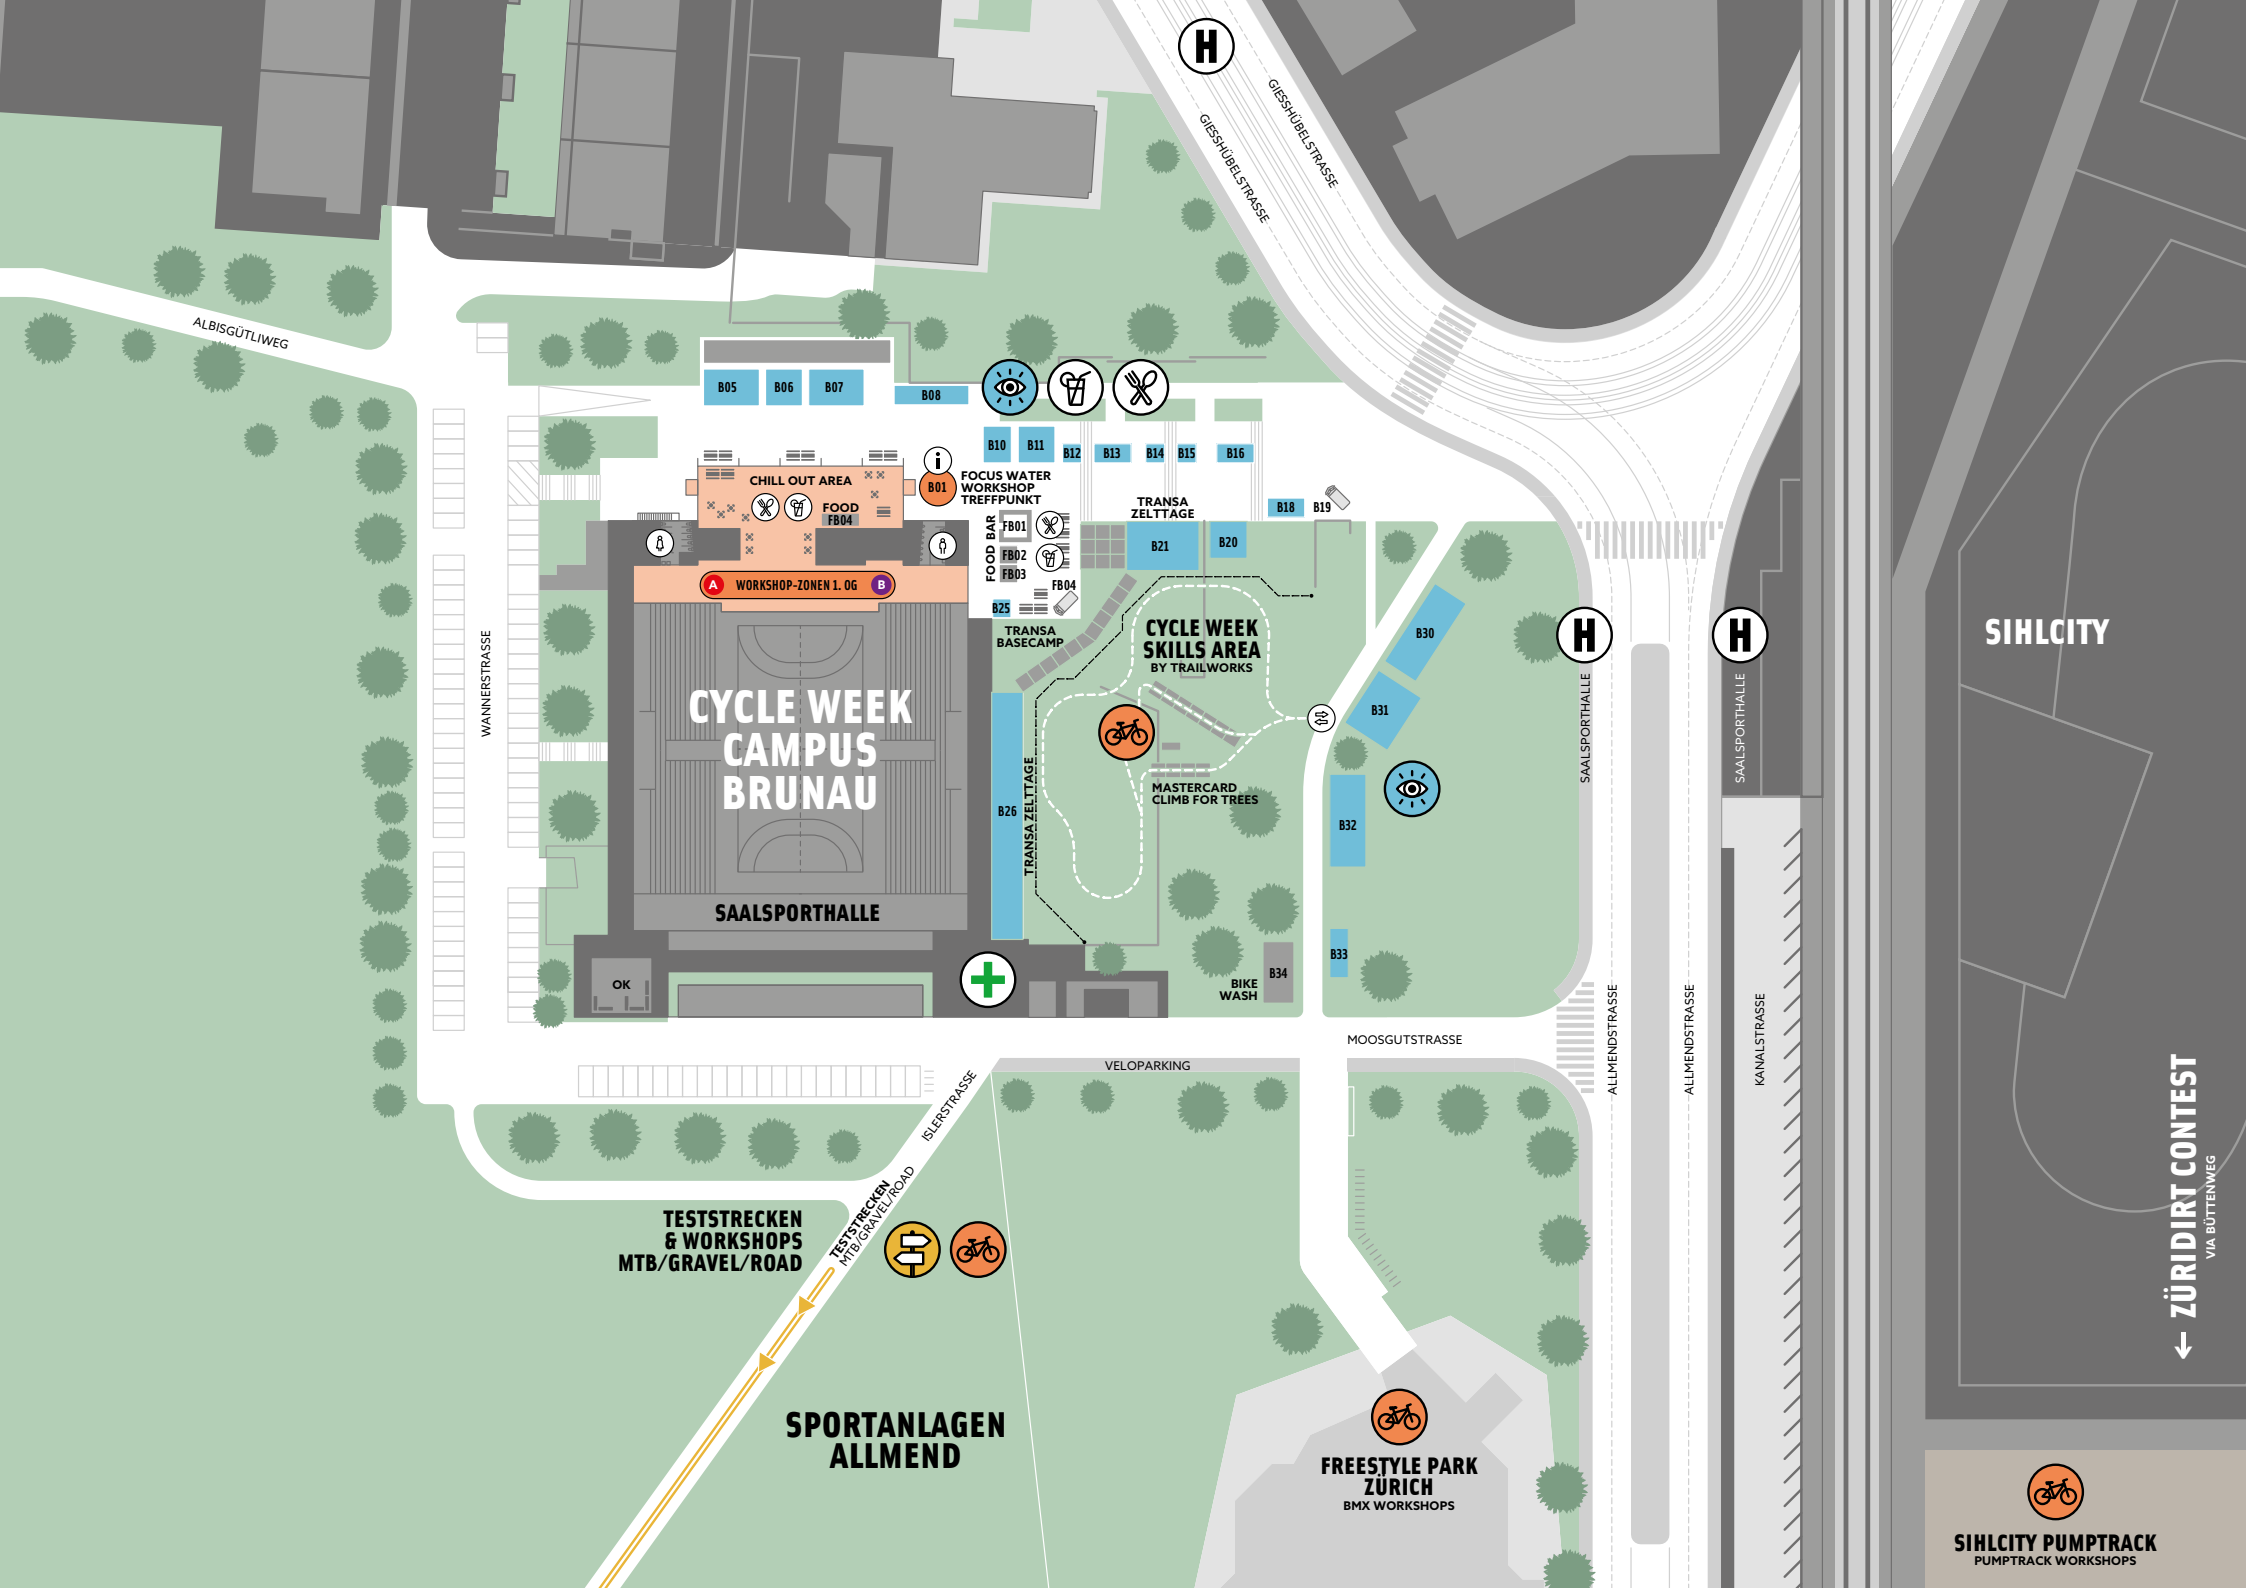 H
GIESSHÜBELSTRASSE
GIESSHÜBELSTRASSE
ALBISGÜTLIWEG
B05
B06
B07
B08
B10
B11
B12
B13
B14
B15
B16
i
B01
FOCUS WATER
WORKSHOP
TREFFPUNKT
CHILL OUT AREA
FOOD
FB04
TRANSA
ZELTTAGE
B18
B19
B21
B20
FOOD BAR
FB01
FB02
FB03
FB04
B25
A
WORKSHOP-ZONEN 1. OG
B
TRANSA
BASECAMP
CYCLE WEEK
SKILLS AREA
BY TRAILWORKS
B30
B31
H
H
SAALSPORTHALLE
SAALSPORTHALLE
SIHLCITY
WANNERSTRASSE
CYCLE WEEK
CAMPUS
BRUNAU
B26
TRANSA ZELTTAGE
MASTERCARD
CLIMB FOR TREES
B32
SAALSPORTHALLE
B33
B34
BIKE
WASH
OK
MOOSGUTSTRASSE
VELOPARKING
ALLMENDSTRASSE
ALLMENDSTRASSE
KANALSTRASSE
ISLERSTRASSE
TESTSTRECKEN
MTB/GRAVEL/ROAD
TESTSTRECKEN
& WORKSHOPS
MTB/GRAVEL/ROAD
← ZÜRIDIRT CONTEST
VIA BÜTTENWEG
SPORTANLAGEN
ALLMEND
FREESTYLE PARK
ZÜRICH
BMX WORKSHOPS
SIHLCITY PUMPTRACK
PUMPTRACK WORKSHOPS